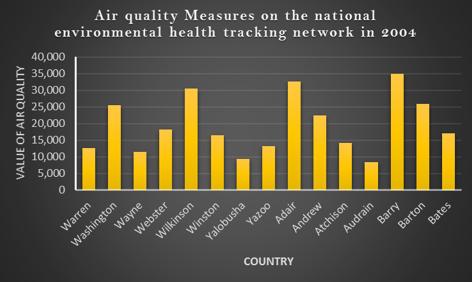 Air quality Measures on the national
environmental health tracking network in 2004
VALUE OF AIR QUALITY
40,000
35,000
30,000
25,000
20,000
15,000
10,000
5,000
0
Warren
Washington
Wayne
Webster
Wilkinson
Winston
Yalobusha
Yazoo
Adair
Andrew
Atchison
Audrain
Barry
Barton
Bates
COUNTRY